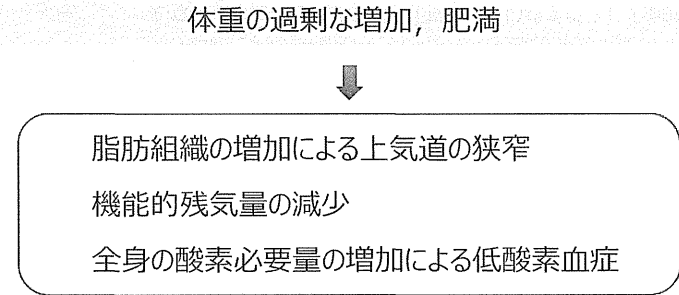 体重の過剰な増加，肥満
脂肪組織の増加による上気道の狭窄
機能的残気量の減少
全身の酸素必要量の増加による低酸素血症